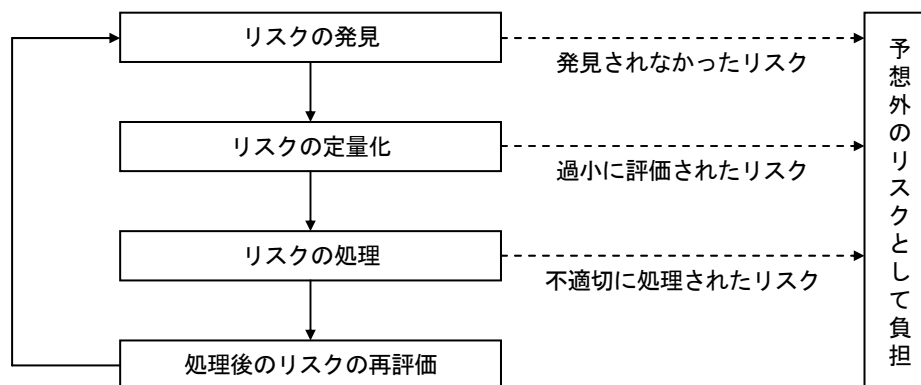 リスクの発見
発見されなかったリスク
リスクの定量化
過小に評価されたリスク
リスクの処理
不適切に処理されたリスク
処理後のリスクの再評価
予想外のリスクとして負担